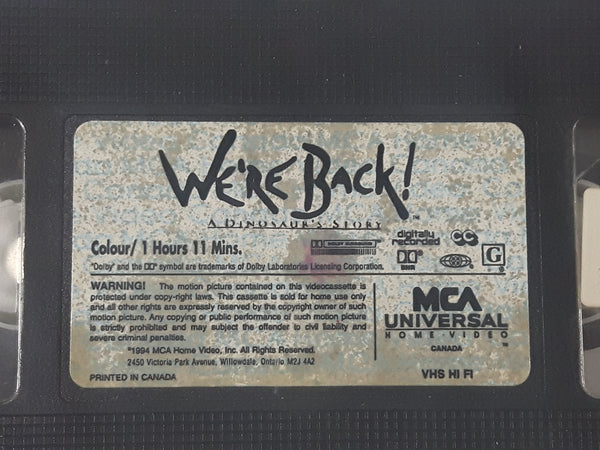 WE'RE BACK!
™
A DINOSAUR'S STORY
Colour/ 1 Hours 11 Mins.
DOLBY SURROUND
digitally
recorded
CC
G
"Dolby" and the DD symbol are trademarks of Dolby Laboratories Licensing Corporation.
WARNING! The motion picture contained on this videocassette is
protected under copy-right laws. This cassette is sold for home use only
and all other rights are expressly reserved by the copyright owner of such
motion picture. Any copying or public performance of such motion picture
is strictly prohibited and may subject the offender to civil liability and
severe criminal penalties.
©1994 MCA Home Video, Inc. All Rights Reserved.
2450 Victoria Park Avenue, Willowdale, Ontario M2J 4A2
PRINTED IN CANADA
MCA
UNIVERSAL
HOME VIDEO
™
CANADA
VHS HI FI